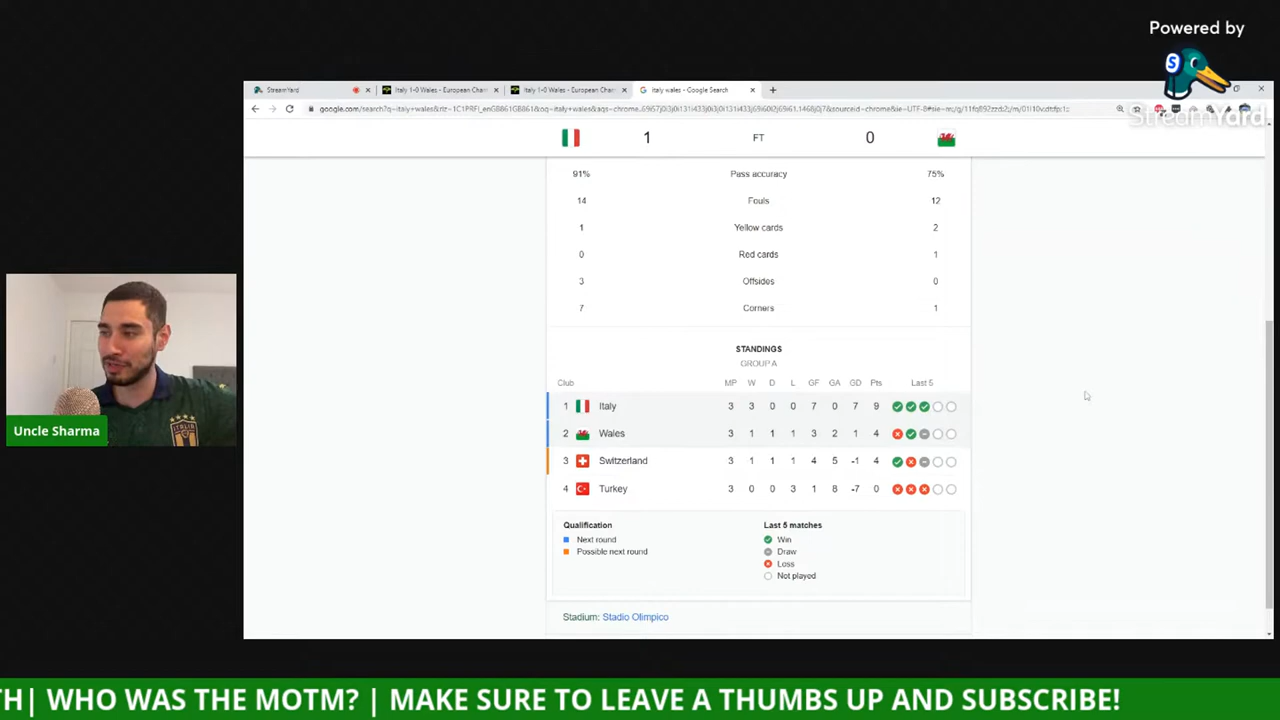 Powered by
StreamYard
StreamYard
Italy 1-0 Wales - European Cham
Italy 1-0 Wales - European Cham
italy wales - Google Search
1 FT 0
91% Pass accuracy 75%
14 Fouls 12
1 Yellow cards 2
0 Red cards 1
3 Offsides 0
7 Corners 1
STANDINGS
GROUP A
Club MP W D L GF GA GD Pts Last 5
1 Italy 3 3 0 0 7 0 7 9
2 Wales 3 1 1 1 3 2 1 4
3 Switzerland 3 1 1 1 4 5 -1 4
4 Turkey 3 0 0 3 1 8 -7 0
Qualification
Next round
Possible next round
Last 5 matches
Win
Draw
Loss
Not played
Stadium: Stadio Olimpico
Uncle Sharma
ITALIA
TH| WHO WAS THE MOTM? | MAKE SURE TO LEAVE A THUMBS UP AND SUBSCRIBE!